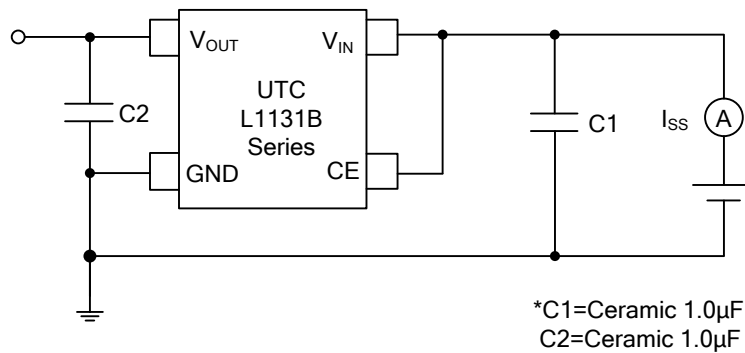 VOUT
VIN
UTC
L1131B
Series
C2
C1
ISS
A
GND
CE
*C1=Ceramic 1.0μF
C2=Ceramic 1.0μF